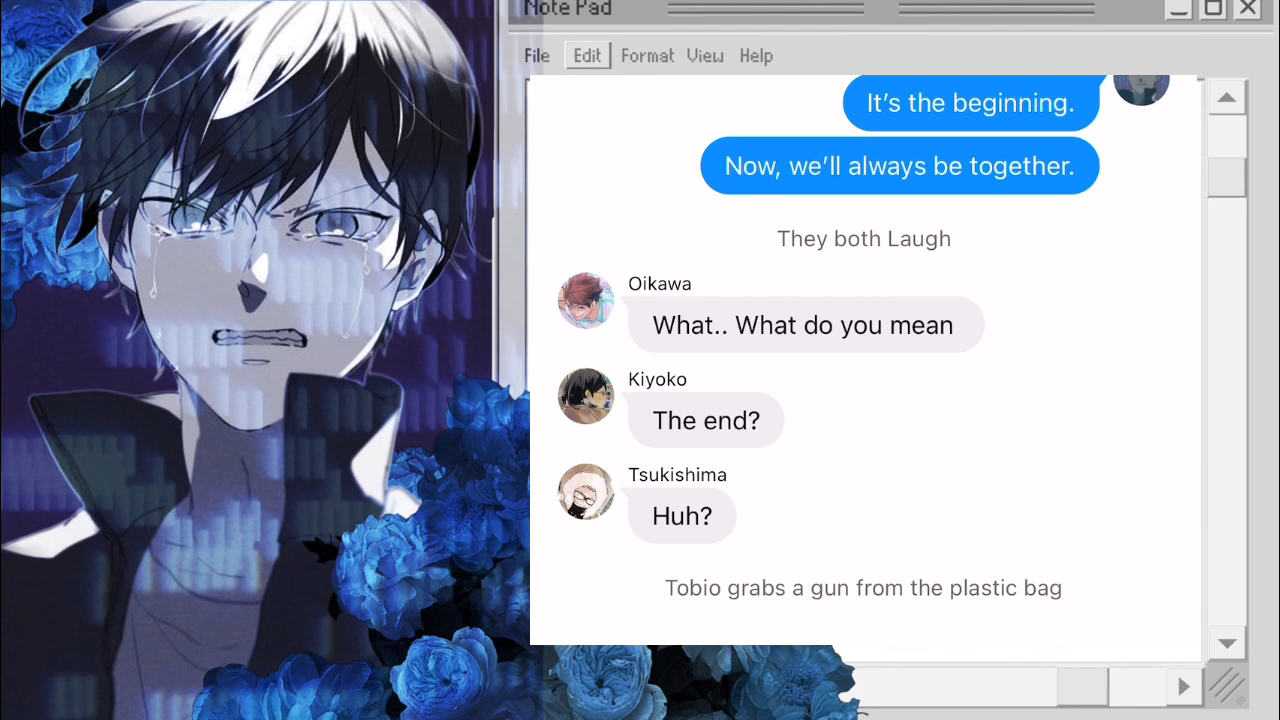 Note Pad
File Edit Format View Help
It's the beginning.
Now, we'll always be together.
They both Laugh
Oikawa
What.. What do you mean
Kiyoko
The end?
Tsukishima
Huh?
Tobio grabs a gun from the plastic bag